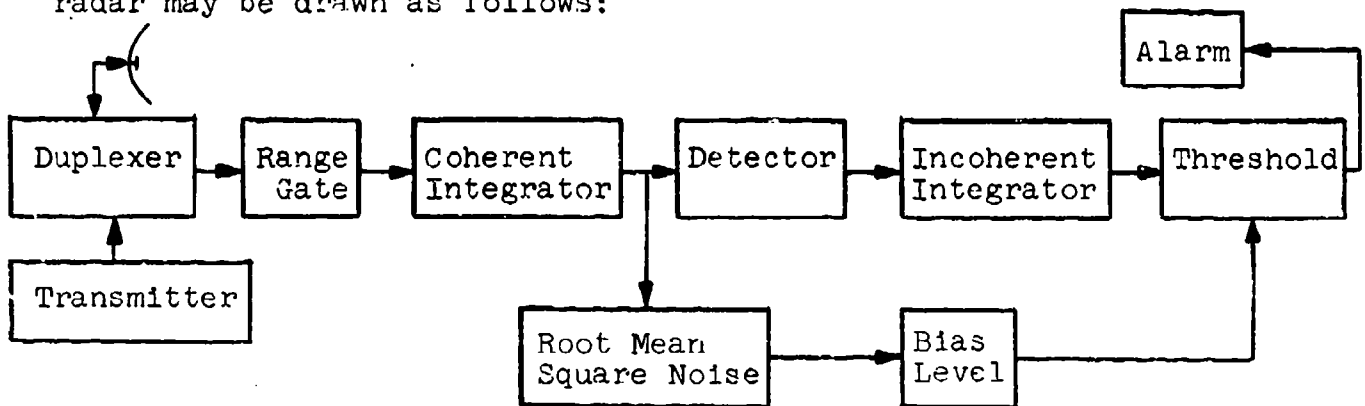 radar may be drawn as follows:
Alarm
Duplexer
Range
Gate
Coherent
Integrator
Detector
Incoherent
Integrator
Threshold
Transmitter
Root Mean
Square Noise
Bias
Level